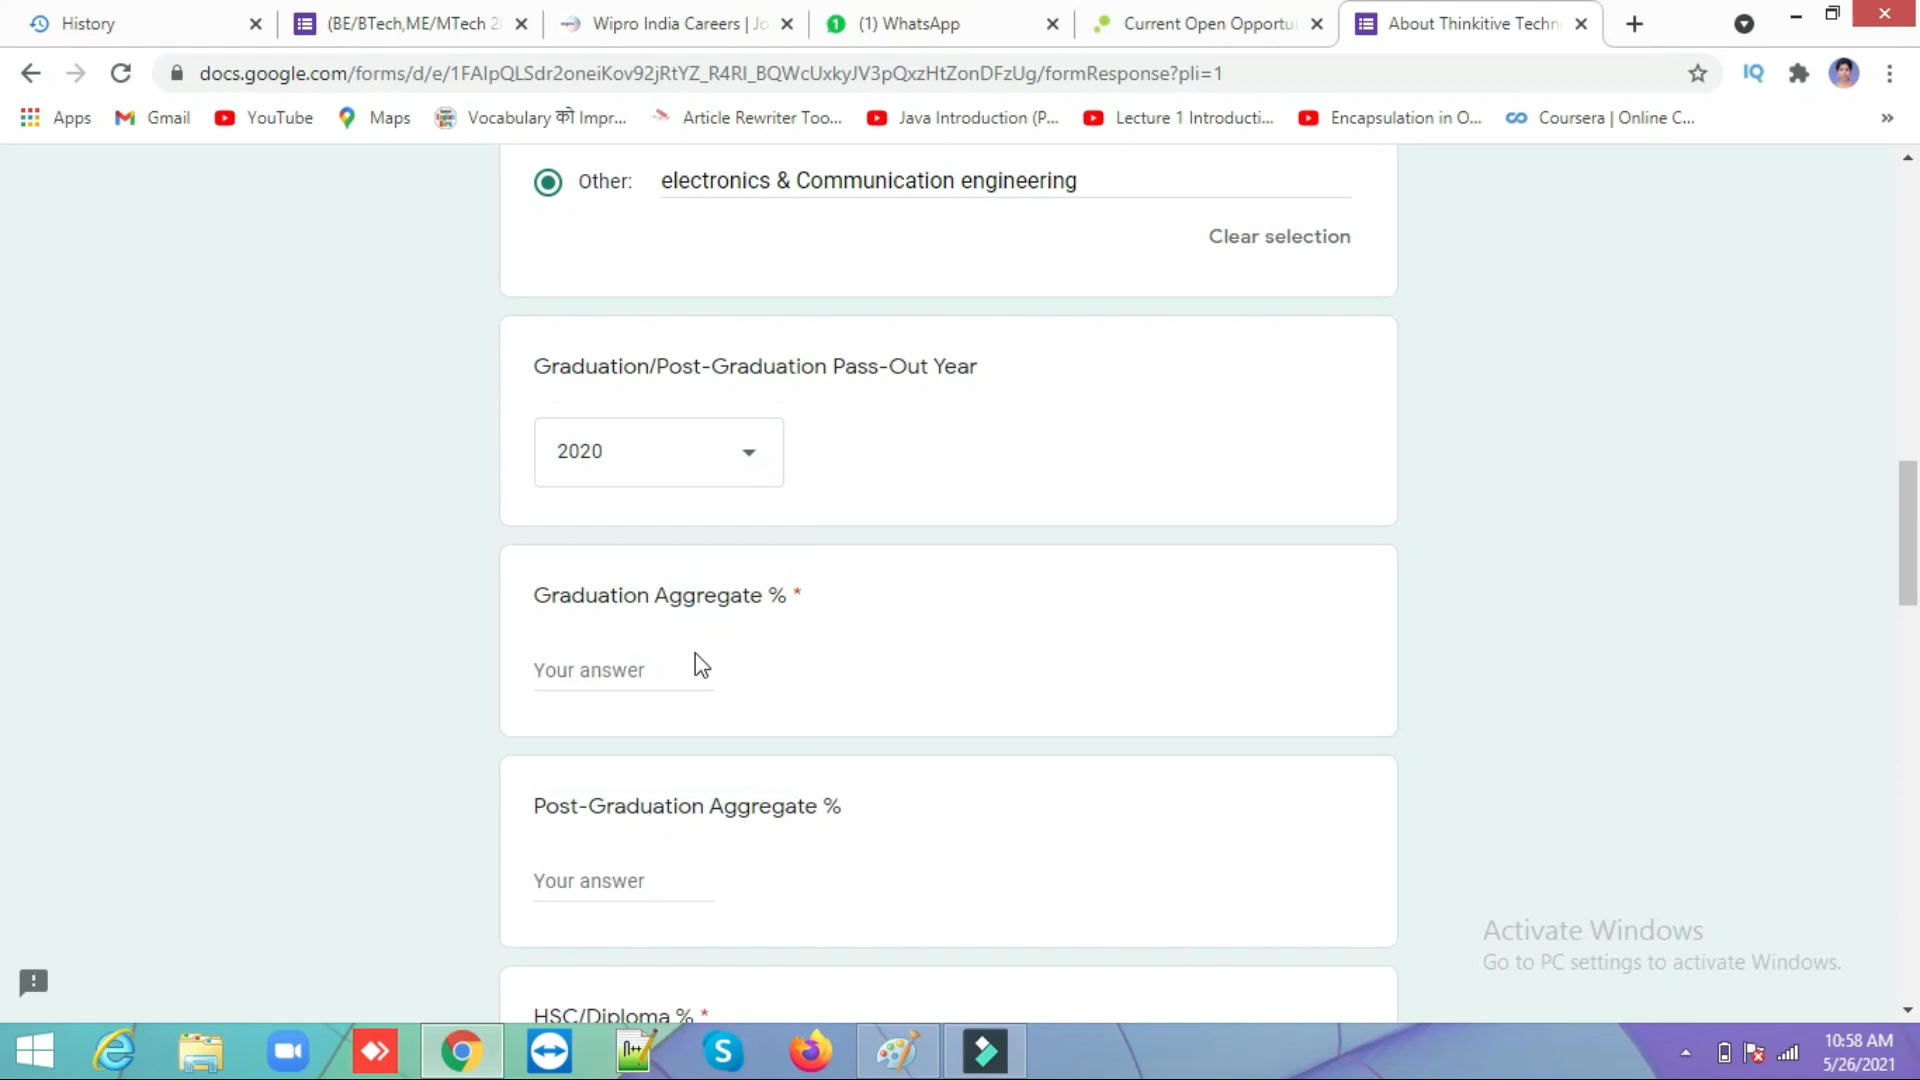 History
(BE/BTech,ME/MTech 2
Wipro India Careers | Jo
(1) WhatsApp
Current Open Opportu
About Thinkitive Techn
docs.google.com/forms/d/e/1FAIpQLSdr2oneiKov92jRtYZ_R4RI_BQWcUxkyJV3pQxzHtZonDFzUg/formResponse?pli=1
IQ
Apps
Gmail
YouTube
Maps
Vocabulary को Impr...
Article Rewriter Too...
Java Introduction (P...
Lecture 1 Introducti...
Encapsulation in O...
Coursera | Online C...
»
Other: electronics & Communication engineering
Clear selection
Graduation/Post-Graduation Pass-Out Year
2020
Graduation Aggregate % *
Your answer
Post-Graduation Aggregate %
Your answer
HSC/Diploma % *
Activate Windows
Go to PC settings to activate Windows.
10:58 AM
5/26/2021